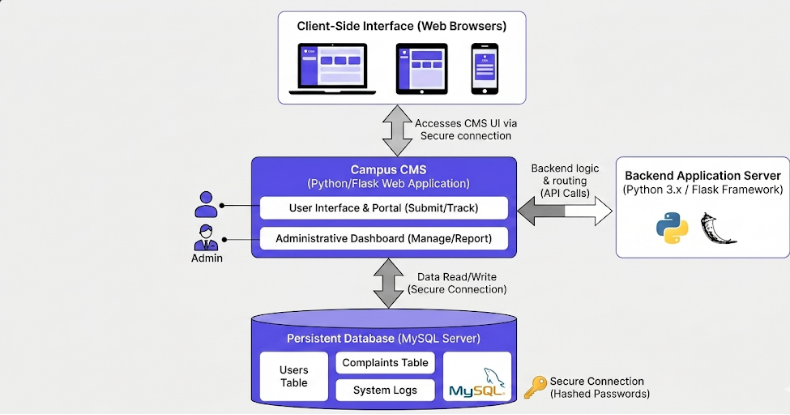 Client-Side Interface (Web Browsers)
Accesses CMS UI via
Secure connection
Campus CMS
(Python/Flask Web Application)
User Interface & Portal (Submit/Track)
Administrative Dashboard (Manage/Report)
Admin
Backend logic
& routing
(API Calls)
Backend Application Server
(Python 3.x / Flask Framework)
Data Read/Write
(Secure Connection)
Persistent Database (MySQL Server)
Users
Table
Complaints Table
System Logs
MySQL
Secure Connection
(Hashed Passwords)